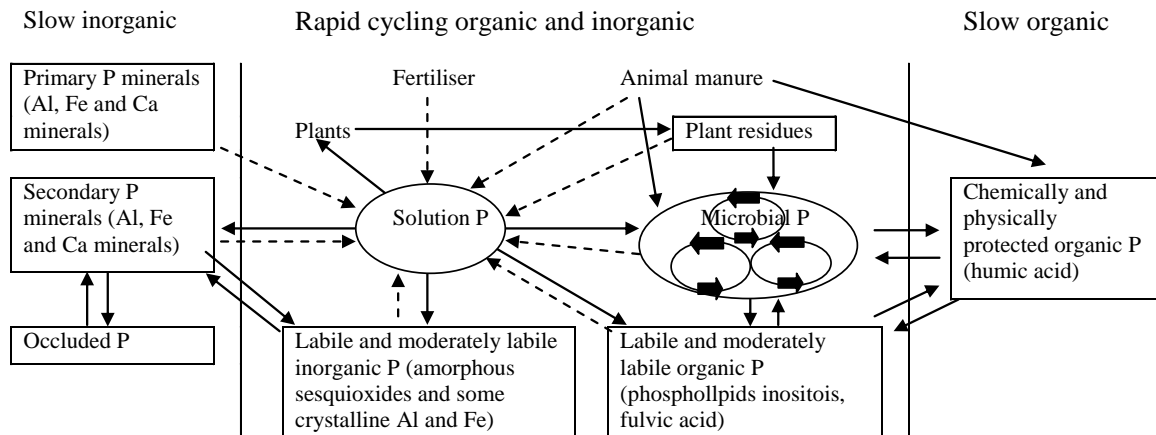 Slow inorganic
Rapid cycling organic and inorganic
Slow organic
Primary P minerals
(Al, Fe and Ca
minerals)
Fertiliser
Animal manure
Plants
Plant residues
Secondary P
minerals (Al, Fe
and Ca minerals)
Solution P
Microbial P
Chemically and
physically
protected organic P
(humic acid)
Occluded P
Labile and moderately labile
inorganic P (amorphous
sesquioxides and some
crystalline Al and Fe)
Labile and moderately
labile organic P
(phosphollpids inositois,
fulvic acid)